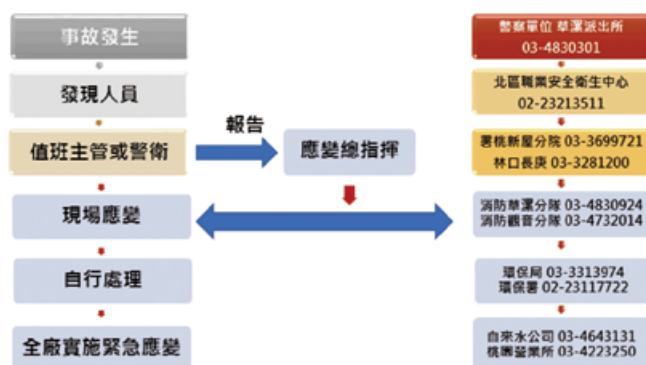 事故發生
發現人員
值班主管或警衛
報告
應變總指揮
現場應變
自行處理
全廠實施緊急應變
警察單位 草漯派出所
03-4830301
北區職業安全衛生中心
02-23213511
署桃新屋分院 03-3699721
林口長庚 03-3281200
消防草漯分隊 03-4830924
消防觀音分隊 03-4732014
環保局 03-3313974
環保署 02-23117722
自來水公司 03-4643131
桃園營業所 03-4223250